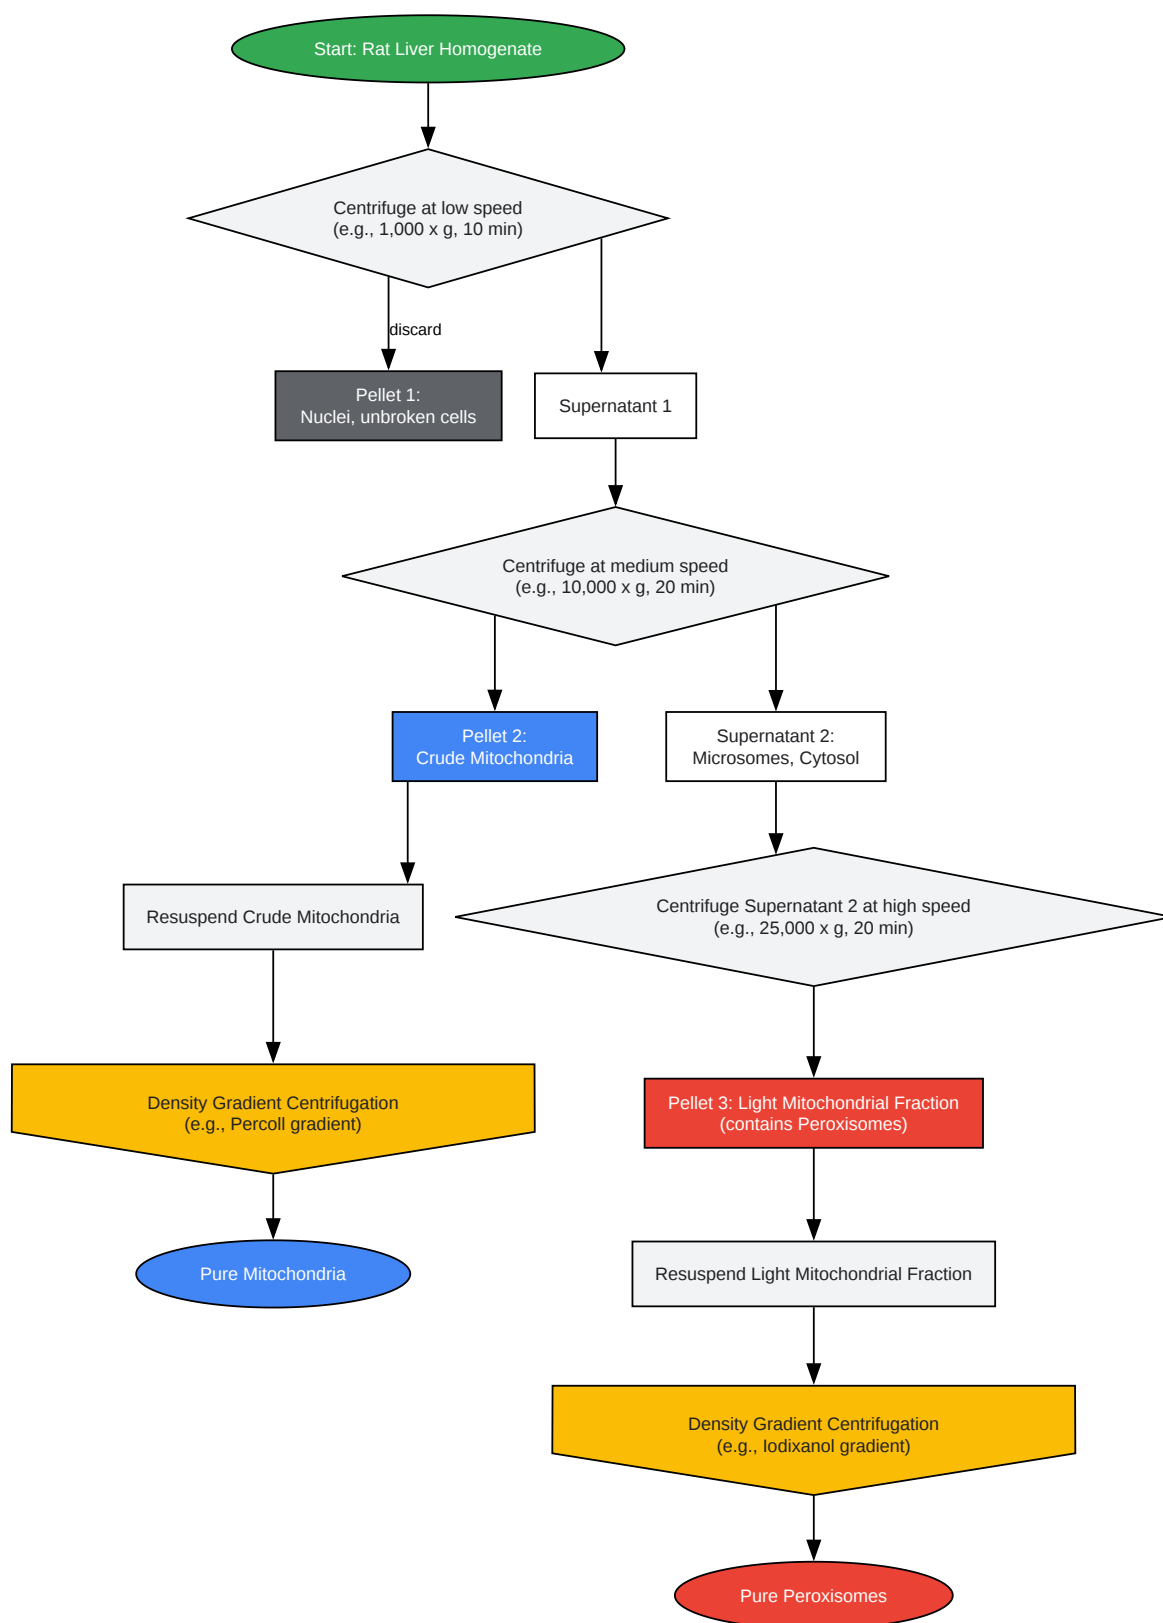 Start: Rat Liver Homogenate
Centrifuge at low speed
(e.g., 1,000 x g, 10 min)
discard
Pellet 1:
Nuclei, unbroken cells
Supernatant 1
Centrifuge at medium speed
(e.g., 10,000 x g, 20 min)
Pellet 2:
Crude Mitochondria
Supernatant 2:
Microsomes, Cytosol
Resuspend Crude Mitochondria
Centrifuge Supernatant 2 at high speed
(e.g., 25,000 x g, 20 min)
Density Gradient Centrifugation
(e.g., Percoll gradient)
Pellet 3: Light Mitochondrial Fraction
(contains Peroxisomes)
Pure Mitochondria
Resuspend Light Mitochondrial Fraction
Density Gradient Centrifugation
(e.g., Iodixanol gradient)
Pure Peroxisomes